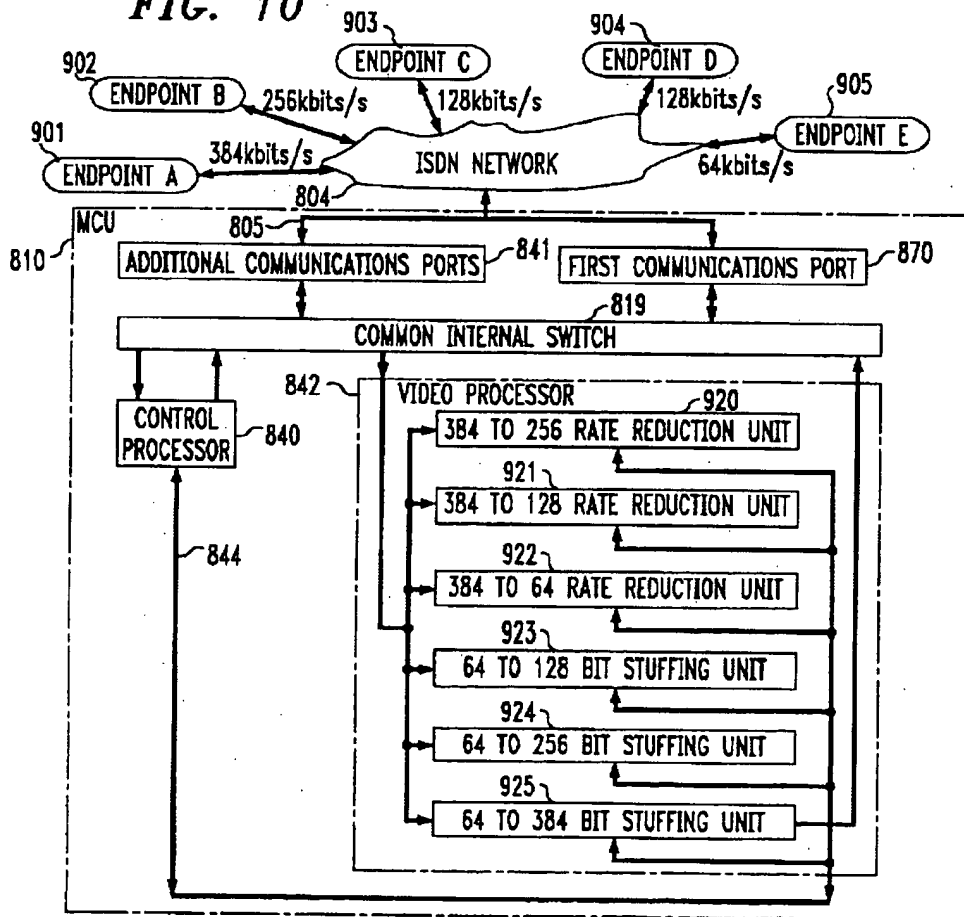 FIG. 10
903
ENDPOINT C
904
ENDPOINT D
902
ENDPOINT B
256kbits/s
128kbits/s
128kbits/s
905
ENDPOINT E
901
ENDPOINT A
384kbits/s
ISDN NETWORK
64kbits/s
804
MCU
805
810
ADDITIONAL COMMUNICATIONS PORTS
841
FIRST COMMUNICATIONS PORT
870
819
COMMON INTERNAL SWITCH
842
VIDEO PROCESSOR
920
CONTROL
PROCESSOR
840
384 TO 256 RATE REDUCTION UNIT
921
384 TO 128 RATE REDUCTION UNIT
844
922
384 TO 64 RATE REDUCTION UNIT
923
64 TO 128 BIT STUFFING UNIT
924
64 TO 256 BIT STUFFING UNIT
925
64 TO 384 BIT STUFFING UNIT